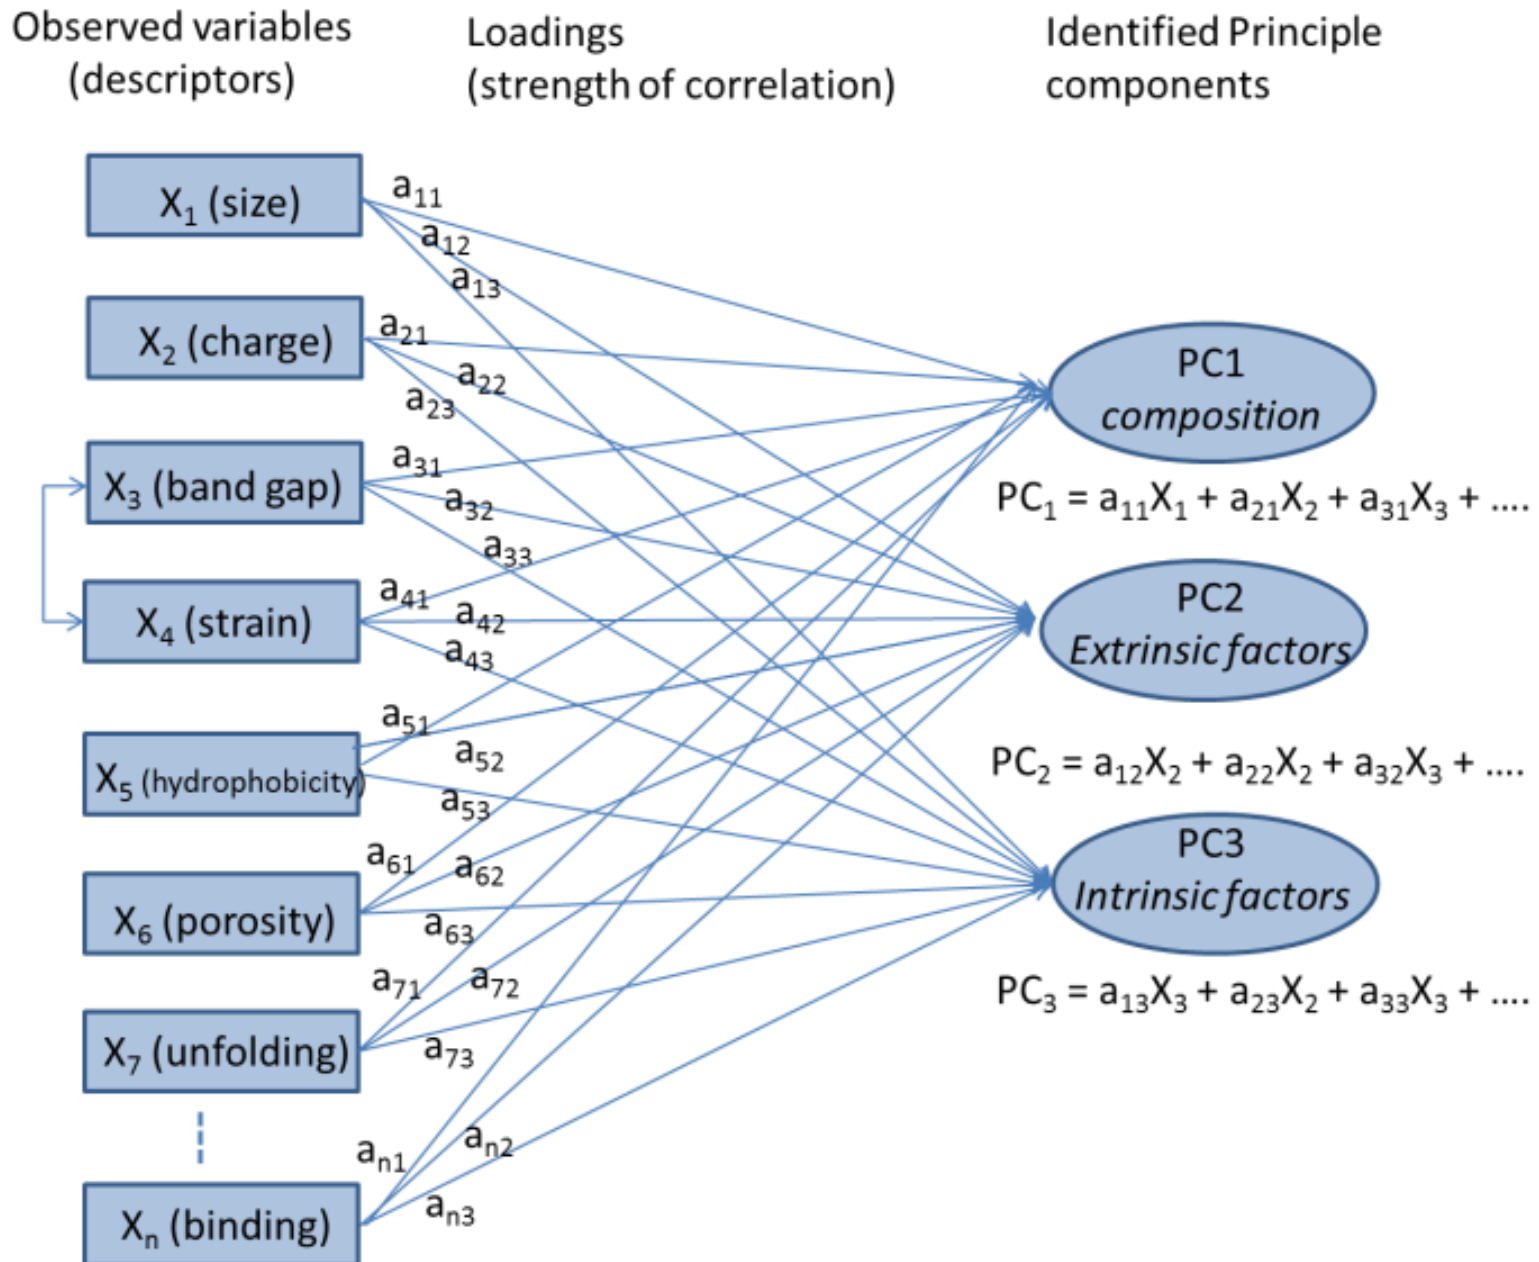 Observed variables
(descriptors)
Loadings
(strength of correlation)
Identified Principle
components
X₁ (size)
a₁₁
a₁₂
a₁₃
X₂ (charge)
a₂₁
a₂₂
a₂₃
X₃ (band gap)
a₃₁
a₃₂
a₃₃
X₄ (strain)
a₄₁
a₄₂
a₄₃
X₅ (hydrophobicity)
a₅₁
a₅₂
a₅₃
X₆ (porosity)
a₆₁
a₆₂
a₆₃
X₇ (unfolding)
a₇₁
a₇₂
a₇₃
Xₙ (binding)
aₙ₁
aₙ₂
aₙ₃
PC1
composition
PC₁ = a₁₁X₁ + a₂₁X₂ + a₃₁X₃ + ....
PC2
Extrinsic factors
PC₂ = a₁₂X₂ + a₂₂X₂ + a₃₂X₃ + ....
PC3
Intrinsic factors
PC₃ = a₁₃X₃ + a₂₃X₂ + a₃₃X₃ + ....